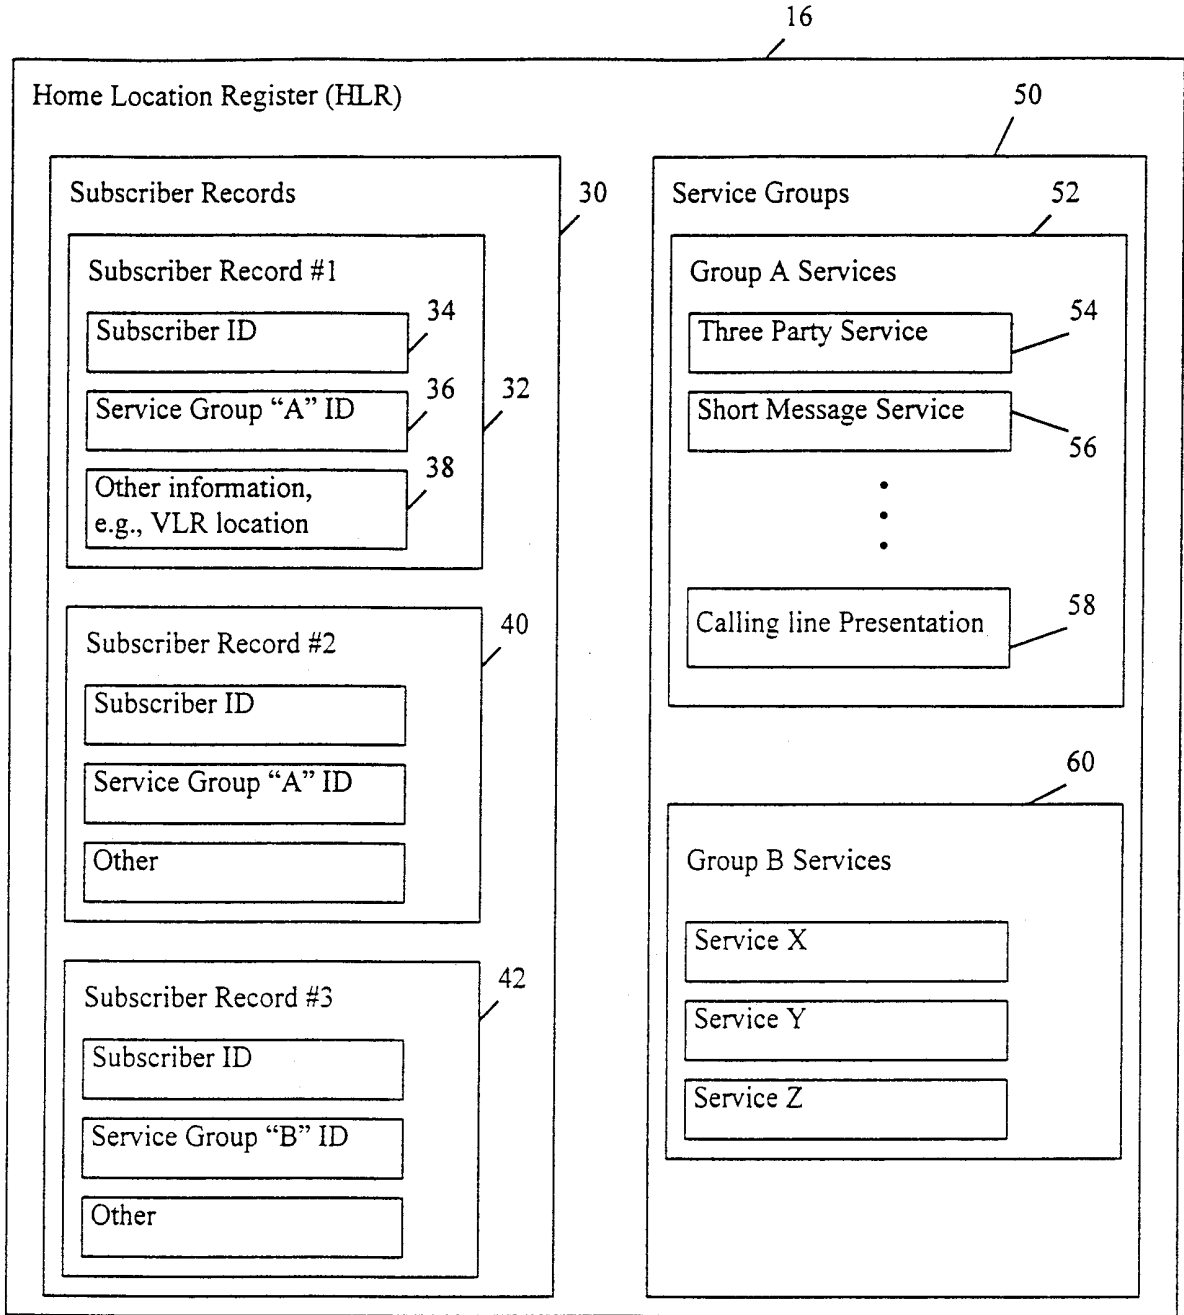 16
Home Location Register (HLR)
50
Subscriber Records
30
Service Groups
52
Subscriber Record #1
Group A Services
Subscriber ID
34
Three Party Service
54
Service Group “A” ID
36
32
Short Message Service
56
Other information,
e.g., VLR location
38
Calling line Presentation
58
Subscriber Record #2
40
Subscriber ID
Service Group “A” ID
Other
60
Group B Services
Service X
Service Y
Service Z
Subscriber Record #3
42
Subscriber ID
Service Group “B” ID
Other